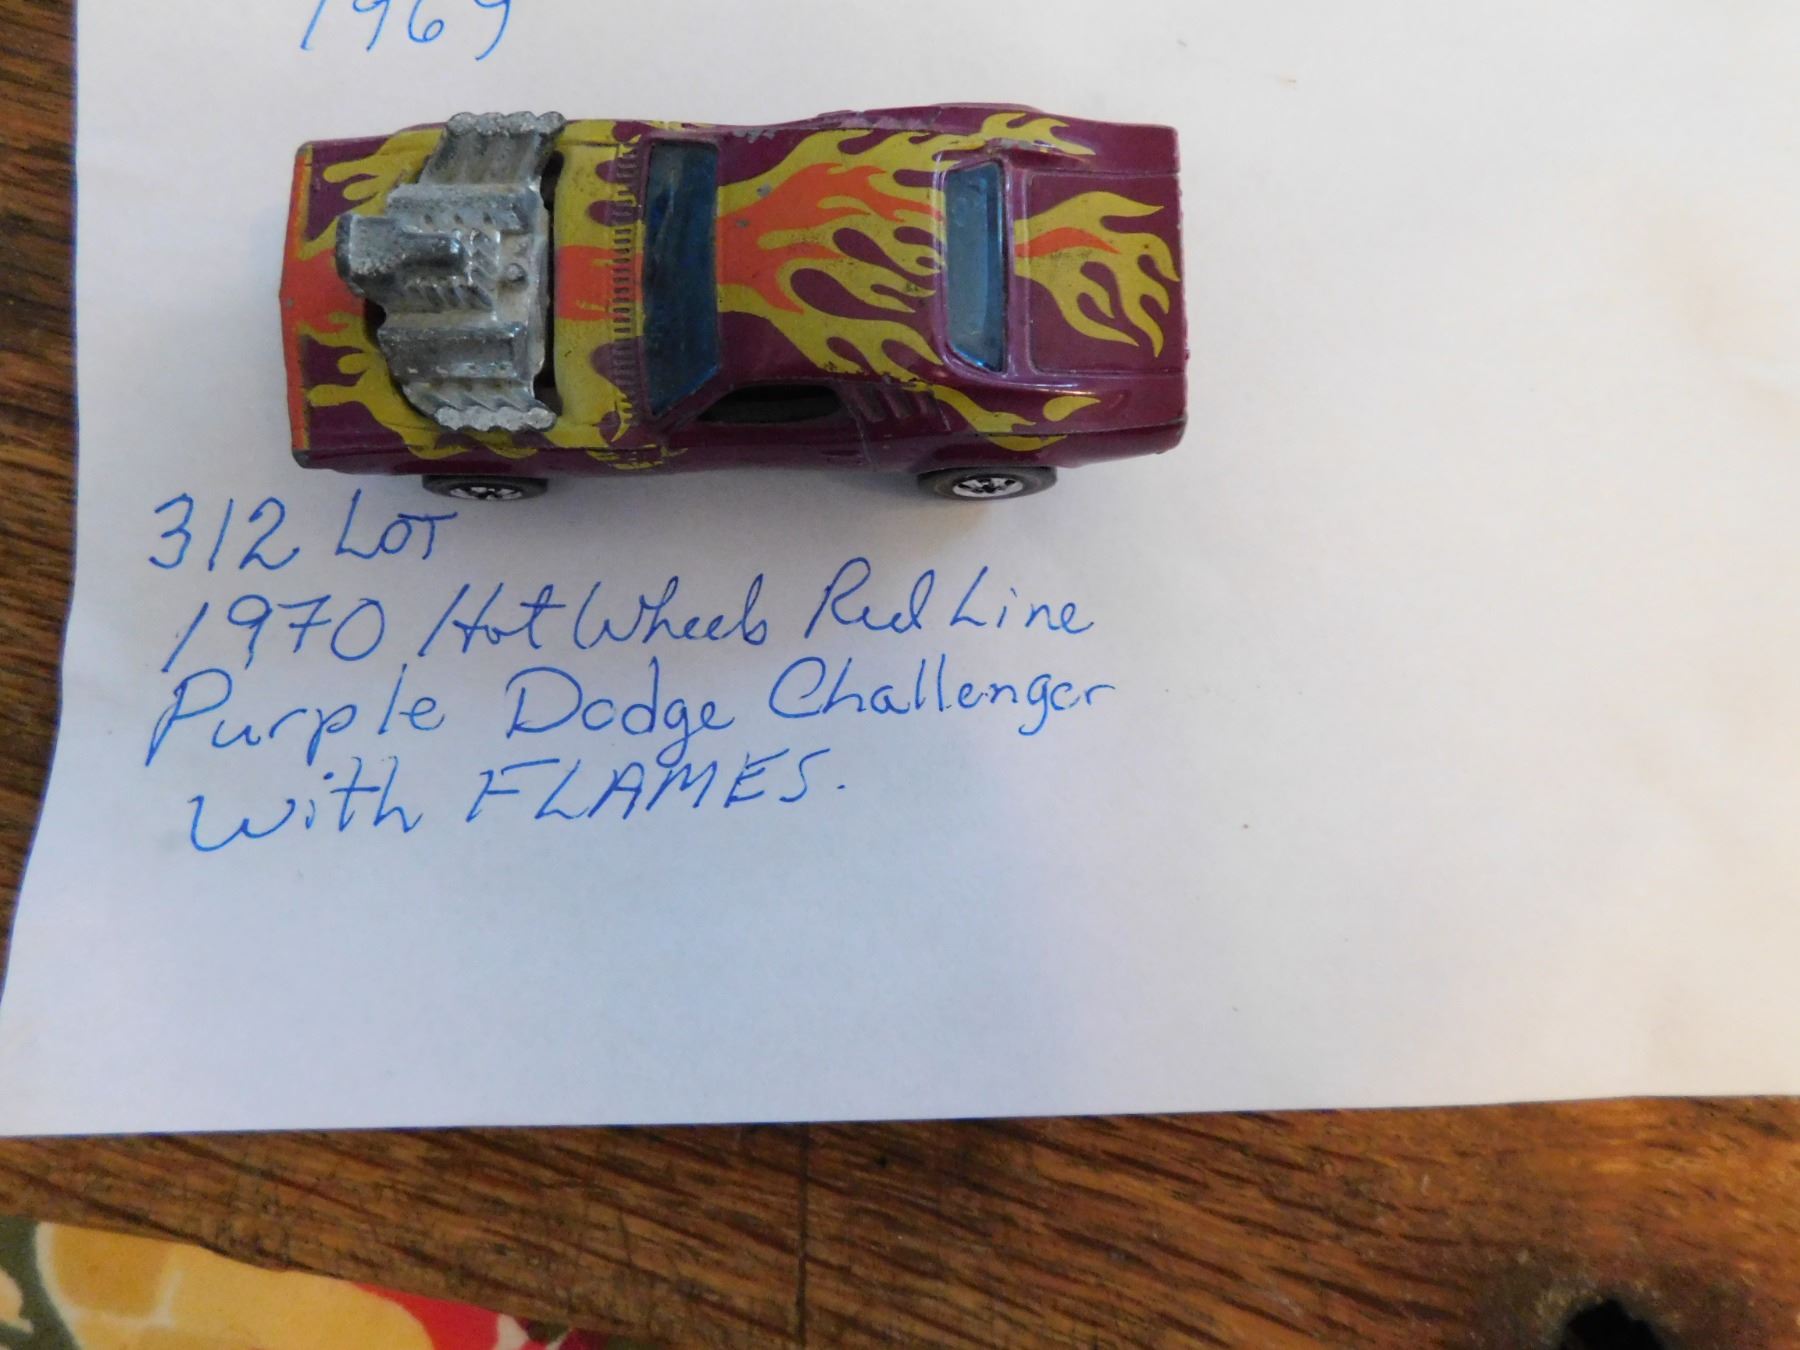 1969
312 LOT
1970 Hot Wheels Red Line
Purple Dodge Challenger
with FLAMES.